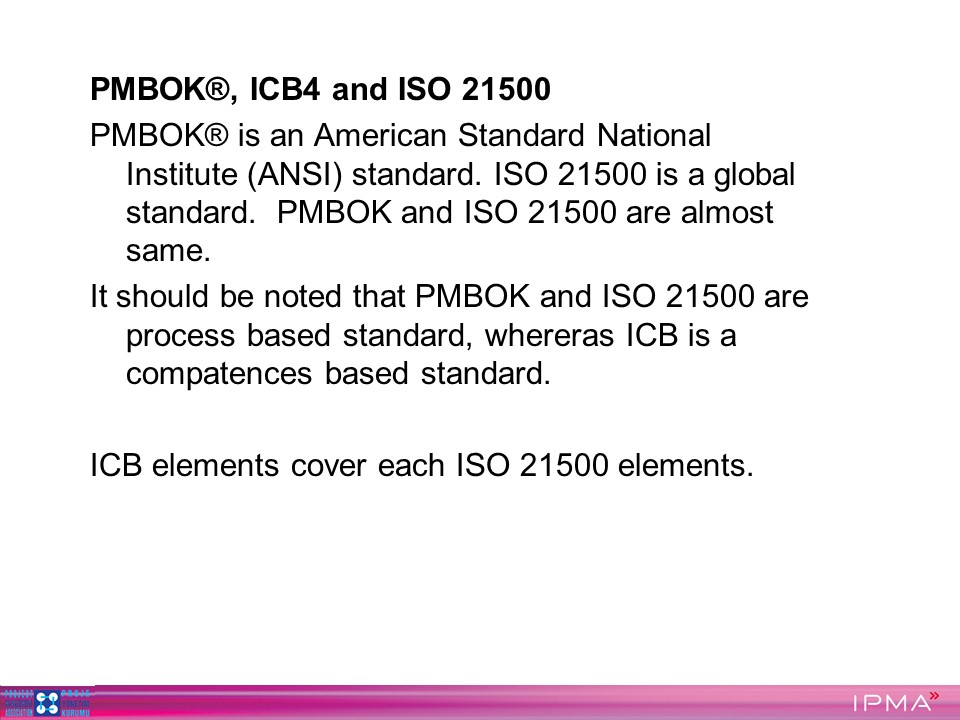 PMBOK®, ICB4 and ISO 21500
PMBOK® is an American Standard National
Institute (ANSI) standard. ISO 21500 is a global
standard.  PMBOK and ISO 21500 are almost
same.
It should be noted that PMBOK and ISO 21500 are
process based standard, whereras ICB is a
compatences based standard.
ICB elements cover each ISO 21500 elements.
IPMA